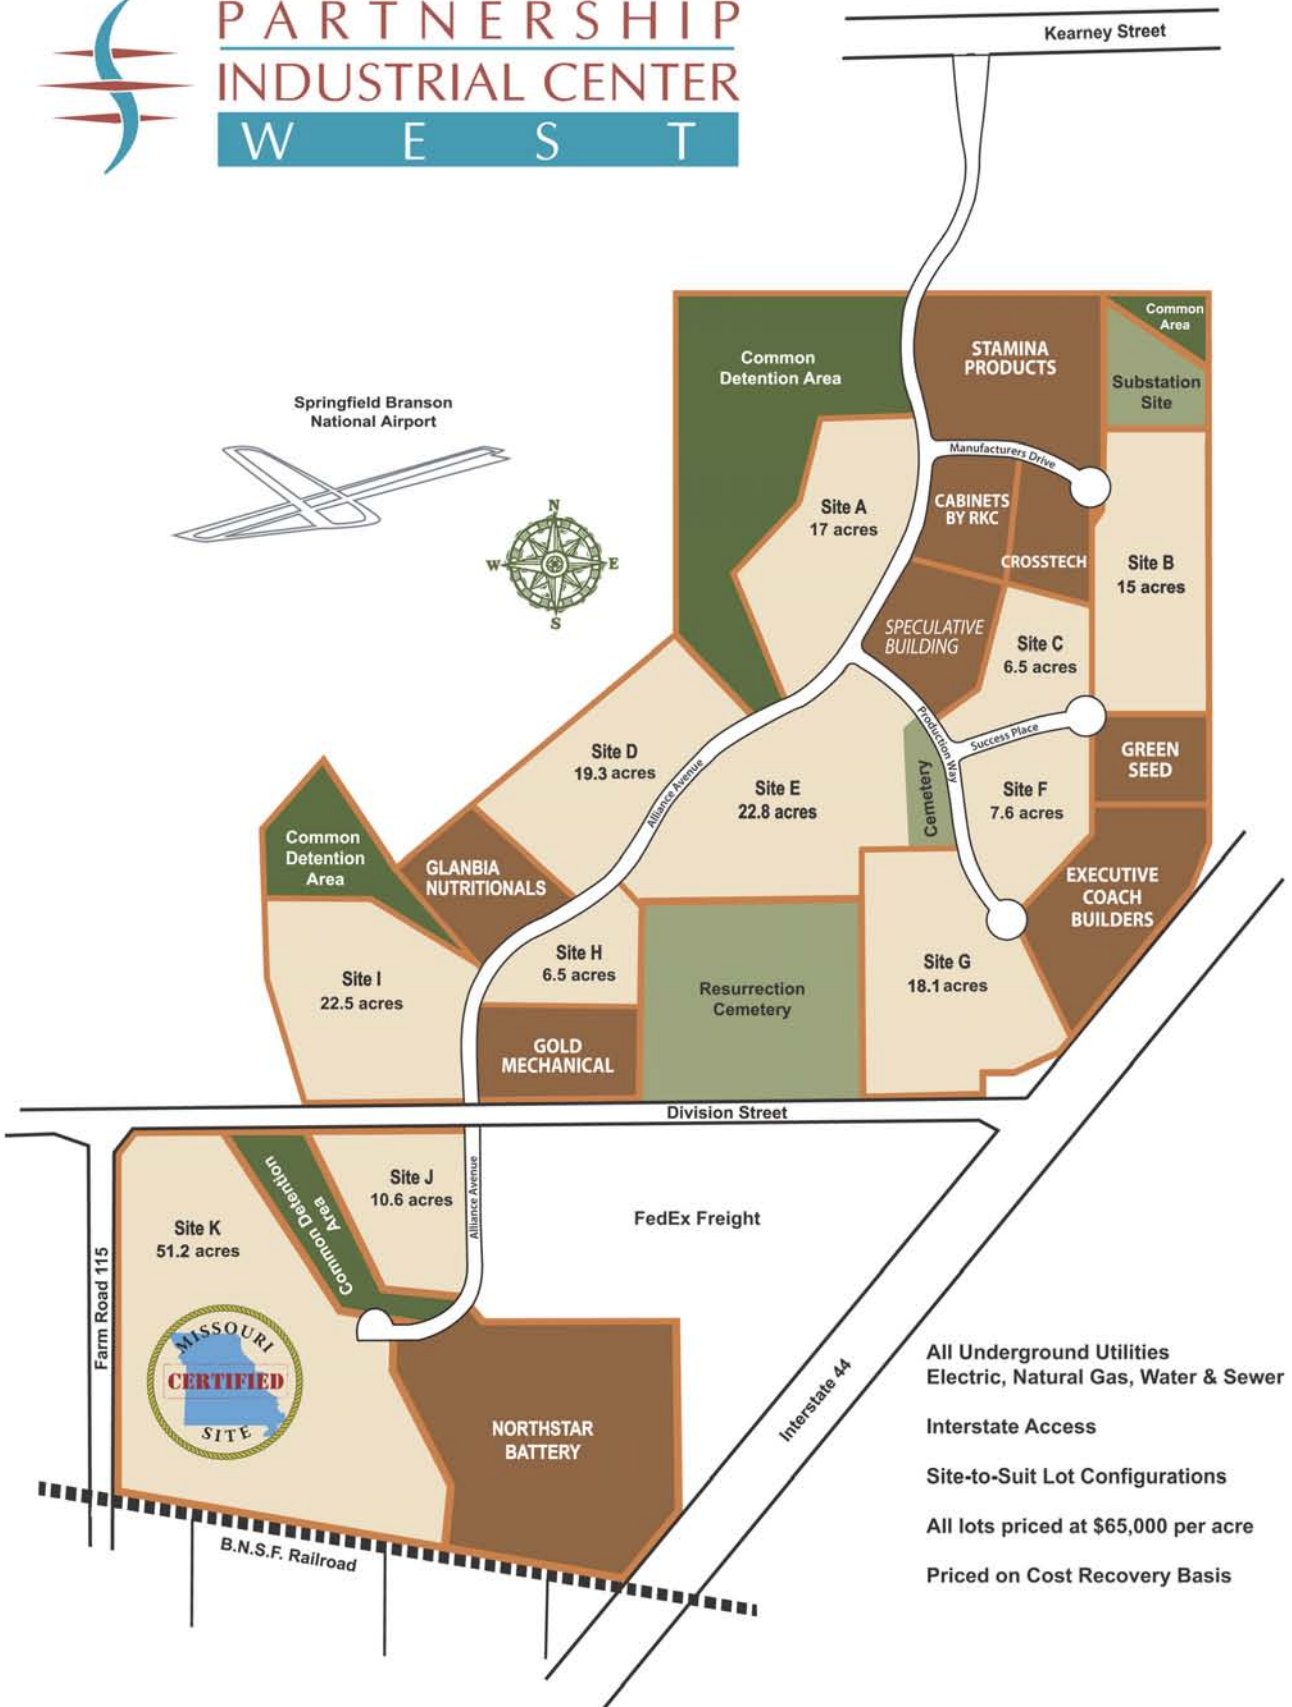 PARTNERSHIP
INDUSTRIAL CENTER
WEST
Kearney Street
Springfield Branson
National Airport
N
W
E
S
Common
Detention Area
STAMINA
PRODUCTS
Common
Area
Substation
Site
Manufacturers Drive
Site A
17 acres
CABINETS
BY RKC
CROSSTECH
Site B
15 acres
SPECULATIVE
BUILDING
Site C
6.5 acres
Production Way
Success Place
GREEN
SEED
Site D
19.3 acres
Alliance Avenue
Site E
22.8 acres
Cemetery
Site F
7.6 acres
Common
Detention
Area
GLANBIA
NUTRITIONALS
EXECUTIVE
COACH
BUILDERS
Site I
22.5 acres
Site H
6.5 acres
Resurrection
Cemetery
Site G
18.1 acres
GOLD
MECHANICAL
Division Street
Common Detention
Area
Site J
10.6 acres
Alliance Avenue
FedEx Freight
Site K
51.2 acres
Farm Road 115
MISSOURI
CERTIFIED
SITE
NORTHSTAR
BATTERY
Interstate 44
B.N.S.F. Railroad
All Underground Utilities
Electric, Natural Gas, Water & Sewer
Interstate Access
Site-to-Suit Lot Configurations
All lots priced at $65,000 per acre
Priced on Cost Recovery Basis